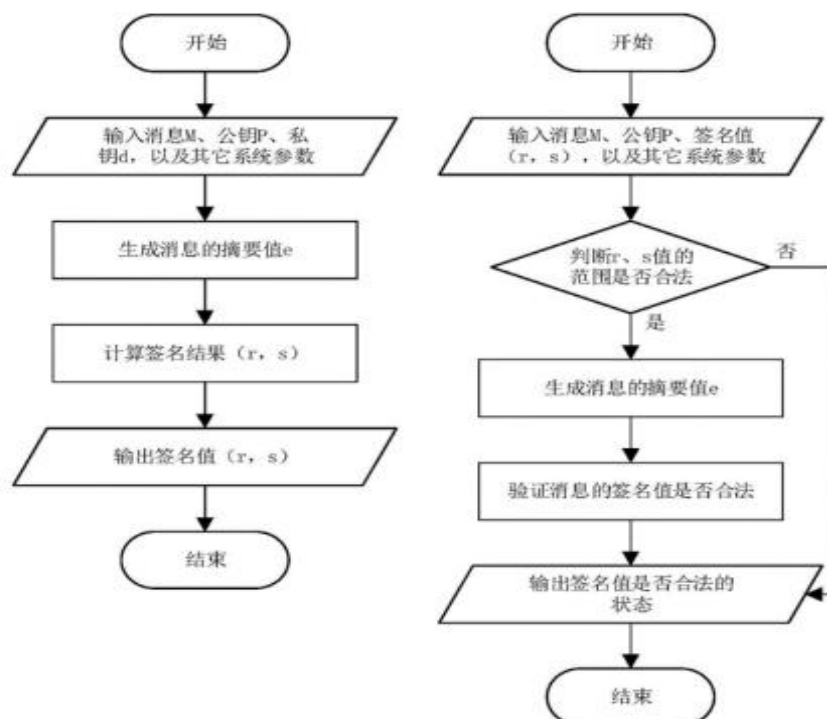 开始
输入消息M、公钥P、私
钥d，以及其它系统参数
生成消息的摘要值e
计算签名结果（r，s）
输出签名值（r，s）
结束
开始
输入消息M、公钥P、签名值
（r，s），以及其它系统参数
判断r、s值的
范围是否合法
否
是
生成消息的摘要值e
验证消息的签名值是否合法
输出签名值是否合法的
状态
结束